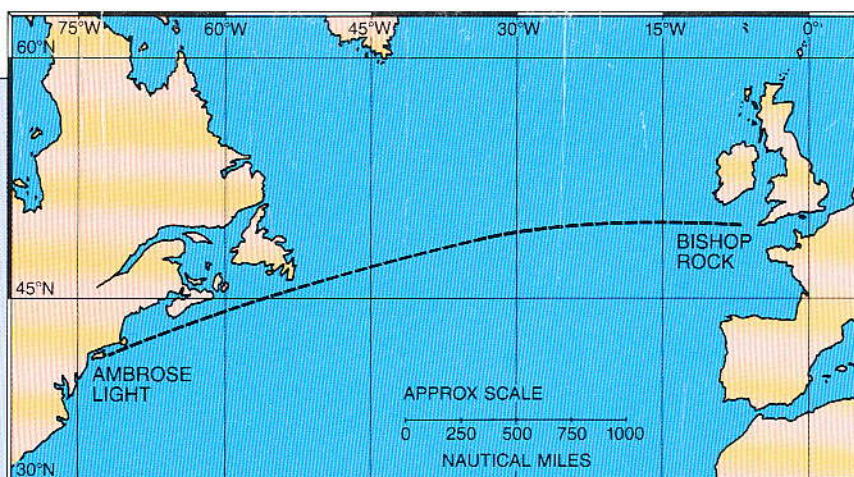 75°W 60°W 45°W 30°W 15°W 0°
60°N
BISHOP
ROCK
45°N
AMBROSE
LIGHT
APPROX SCALE
0 250 500 750 1000
NAUTICAL MILES
30°N